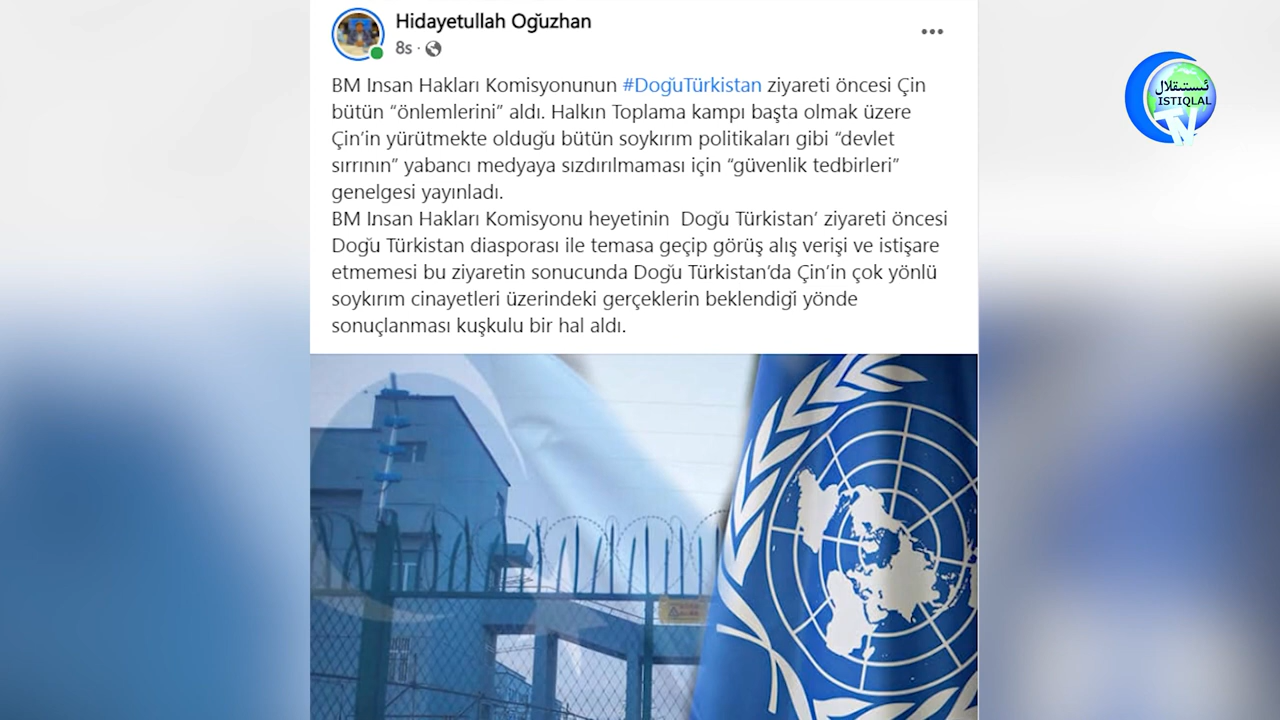 Hidayetullah Oğuzhan
8s ·
BM Insan Hakları Komisyonunun #DoğuTürkistan ziyareti öncesi Çin
bütün “önlemlerini” aldı. Halkın Toplama kampı başta olmak üzere
Çin’in yürütmekte olduğu bütün soykırım politikaları gibi “devlet
sırrının” yabancı medyaya sızdırılmaması için “güvenlik tedbirleri”
genelgesi yayınladı.
BM Insan Hakları Komisyonu heyetinin Doğu Türkistan’ ziyareti öncesi
Doğu Türkistan diasporası ile temasa geçip görüş alış verişi ve istişare
etmemesi bu ziyaretin sonucunda Doğu Türkistan’da Çin’in çok yönlü
soykırım cinayetleri üzerindeki gerçeklerin beklendiği yönde
sonuçlanması kuşkulu bir hal aldı.
ئىستىقلال
ISTIQLAL
TV